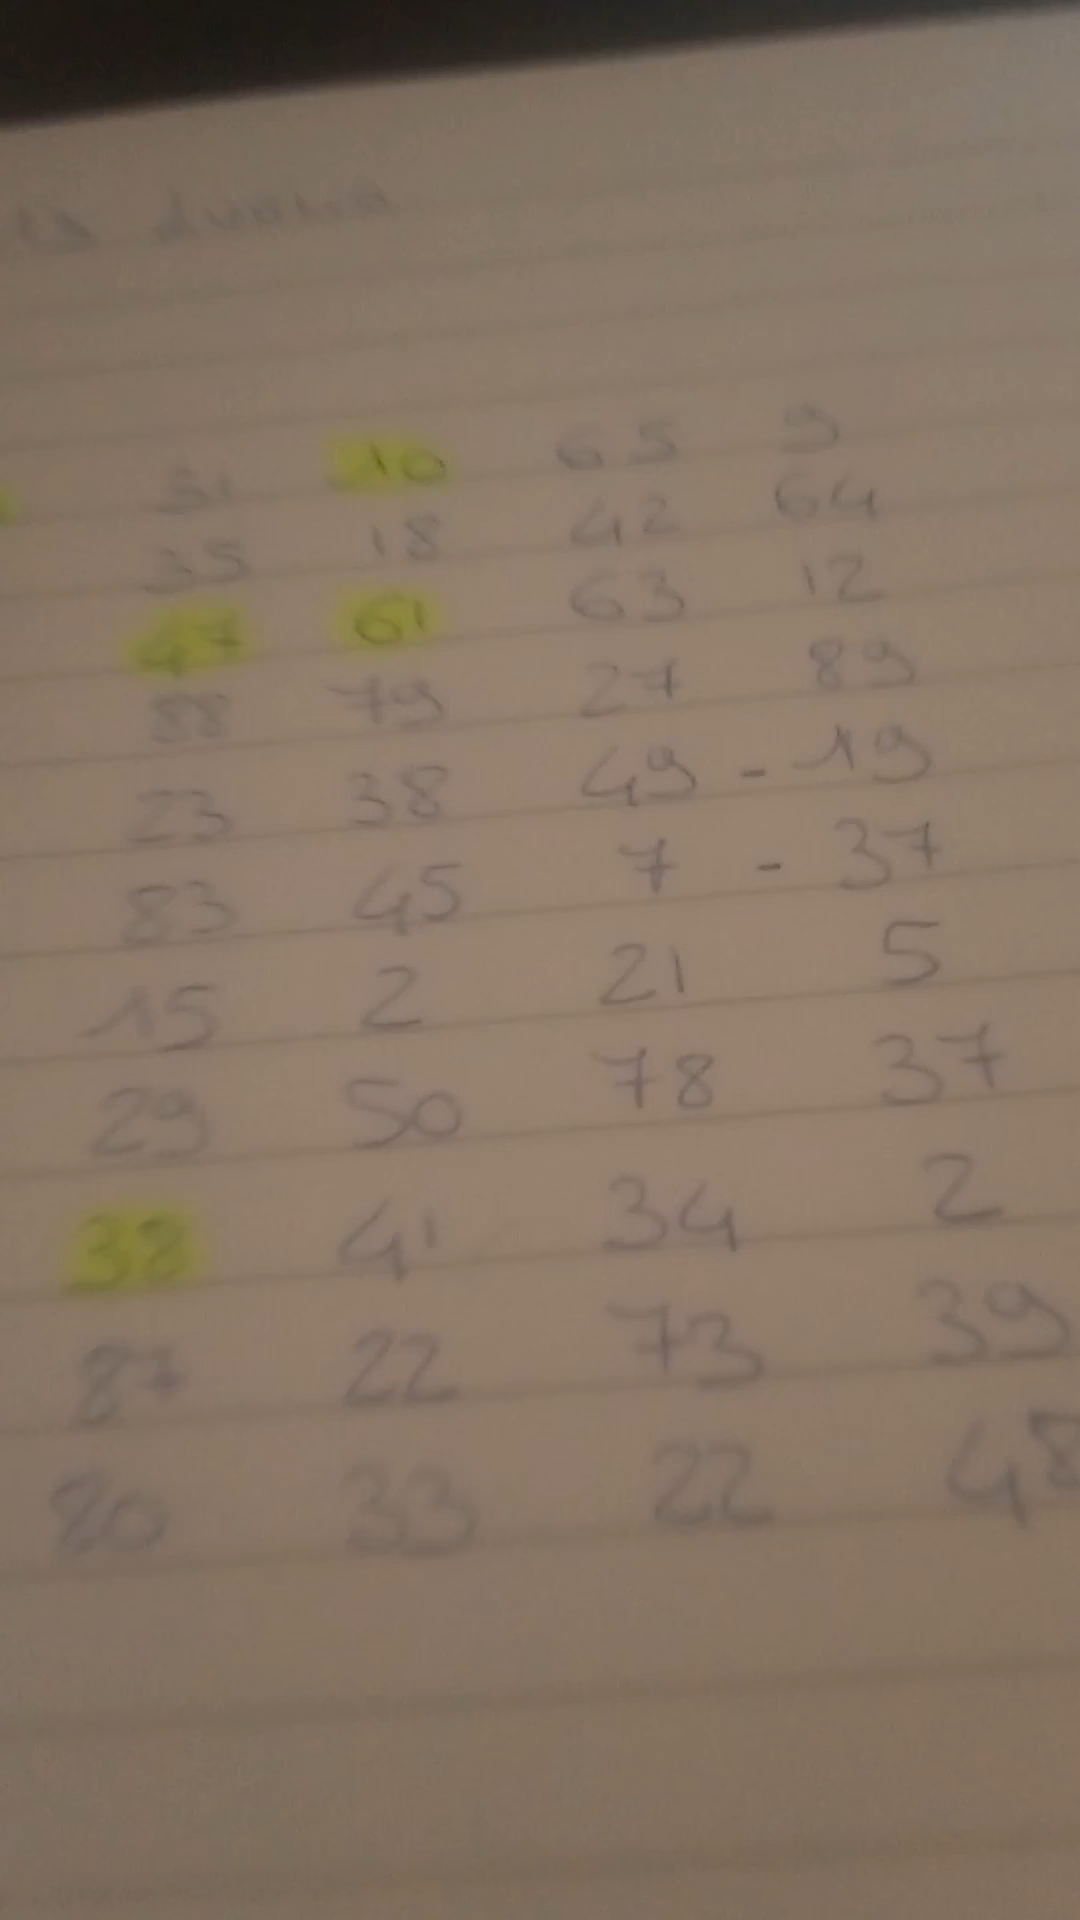 31 10 65 9
35 18 42 64
47 61 63 12
88 79 27 89
23 38 49 - 19
83 45 7 - 37
15 2 21 5
29 50 78 37
38 41 34 2
87 22 73 39
33 22 48